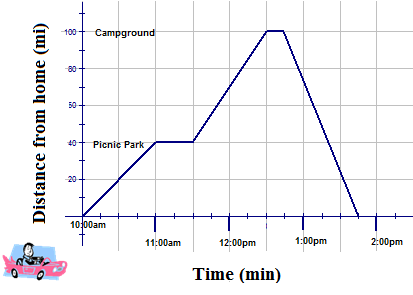 Distance from home (mi)
100
Campground
80
60
40
Picnic Park
20
10:00am
11:00am
12:00pm
1:00pm
2:00pm
Time (min)